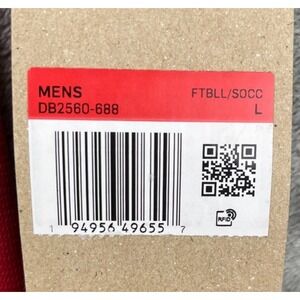 MENS FTBLL/SOCC
DB2560-688 L
1 94956 49655 7
RFID